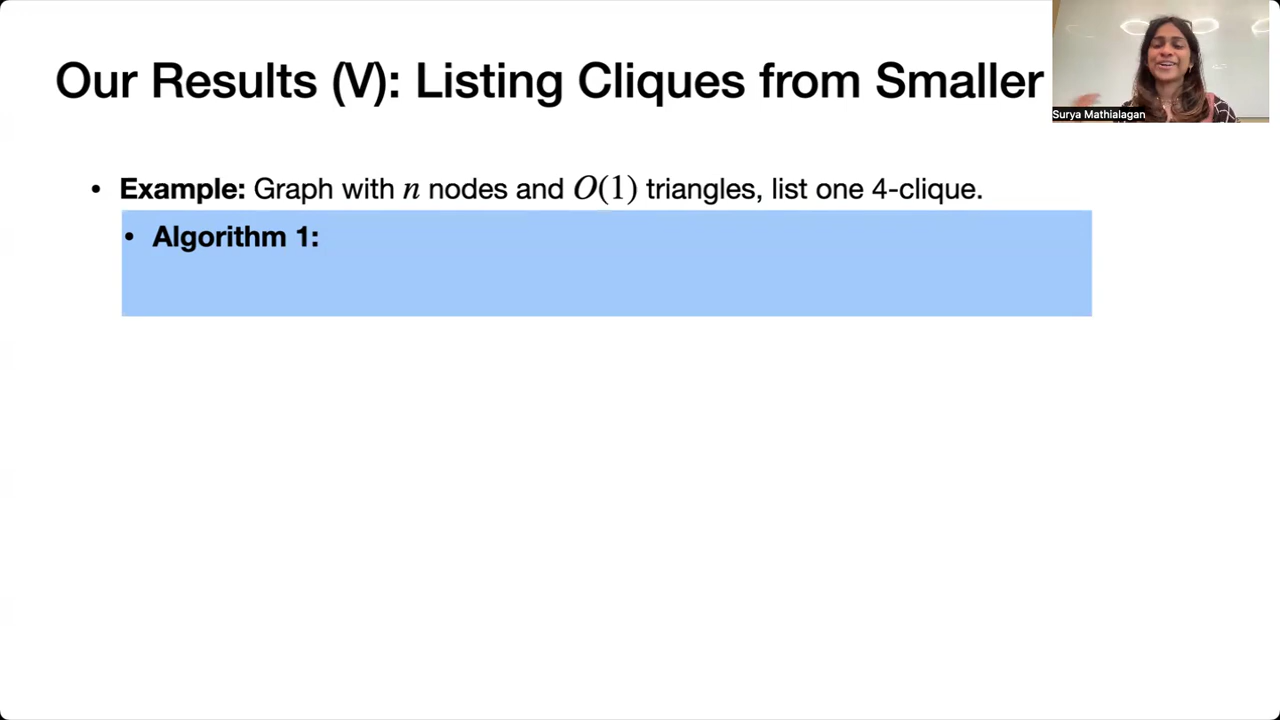 Our Results (V): Listing Cliques from Smaller
Surya Mathialagan
• Example: Graph with n nodes and O(1) triangles, list one 4-clique.
• Algorithm 1: